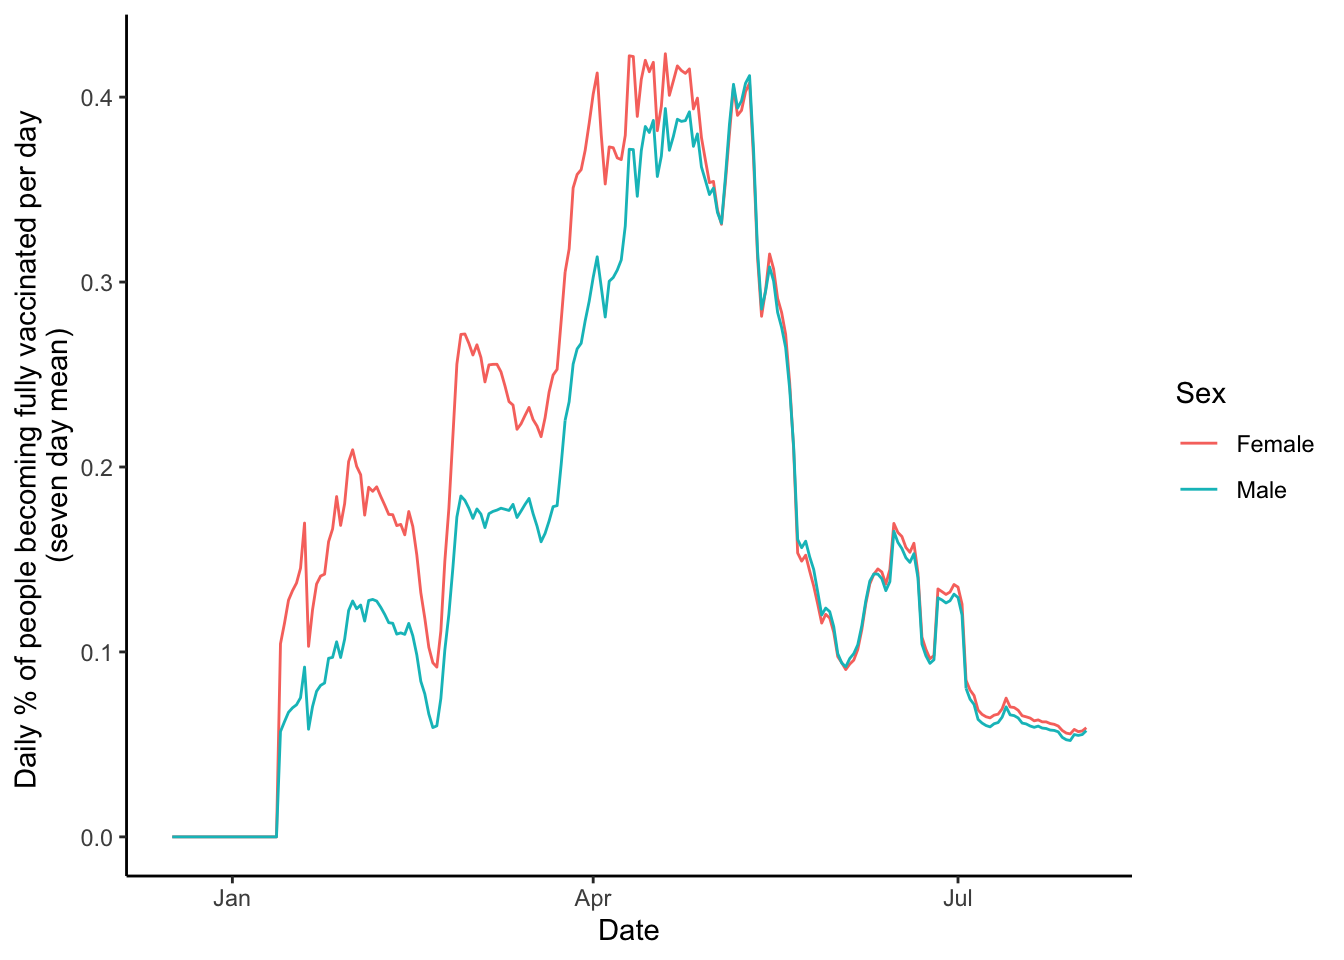 Daily % of people becoming fully vaccinated per day
(seven day mean)
0.4
0.3
0.2
0.1
0.0
Jan
Apr
Jul
Date
Sex
Female
Male